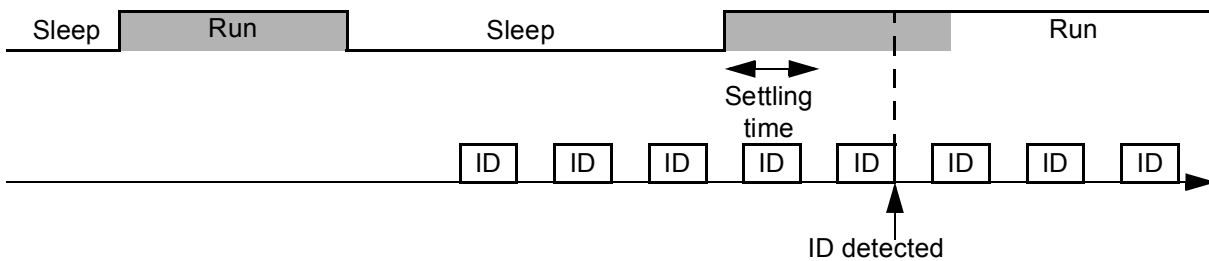 Sleep Run Sleep Run
Settling
time
ID ID ID ID ID ID ID ID
ID detected